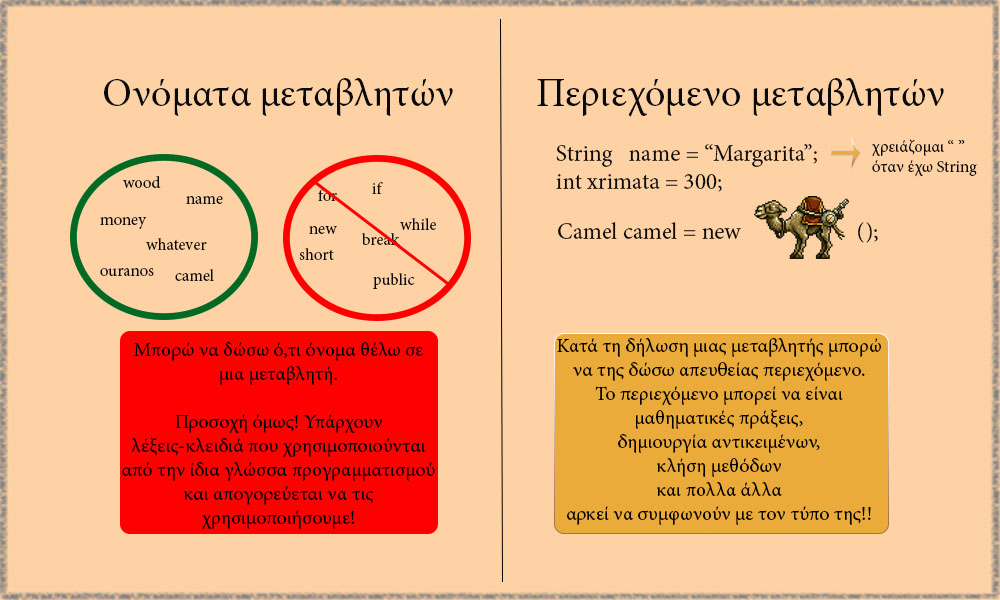 Ονόματα μεταβλητών
wood
name
money
whatever
ouranos
camel
for
if
new
while
break
short
public
Μπορώ να δώσω ό,τι όνομα θέλω σε
μια μεταβλητή.
Προσοχή όμως! Υπάρχουν
λέξεις-κλειδιά που χρησιμοποιούνται
από την ίδια γλώσσα προγραμματισμού
και απογορεύεται να τις
χρησιμοποιήσουμε!
Περιεχόμενο μεταβλητών
String name = “Margarita”;
χρειάζομαι “ ”
όταν έχω String
int xrimata = 300;
Camel camel = new ();
Κατά τη δήλωση μιας μεταβλητής μπορώ
να της δώσω απευθείας περιεχόμενο.
Το περιεχόμενο μπορεί να είναι
μαθηματικές πράξεις,
δημιουργία αντικειμένων,
κλήση μεθόδων
και πολλα άλλα
αρκεί να συμφωνούν με τον τύπο της!!